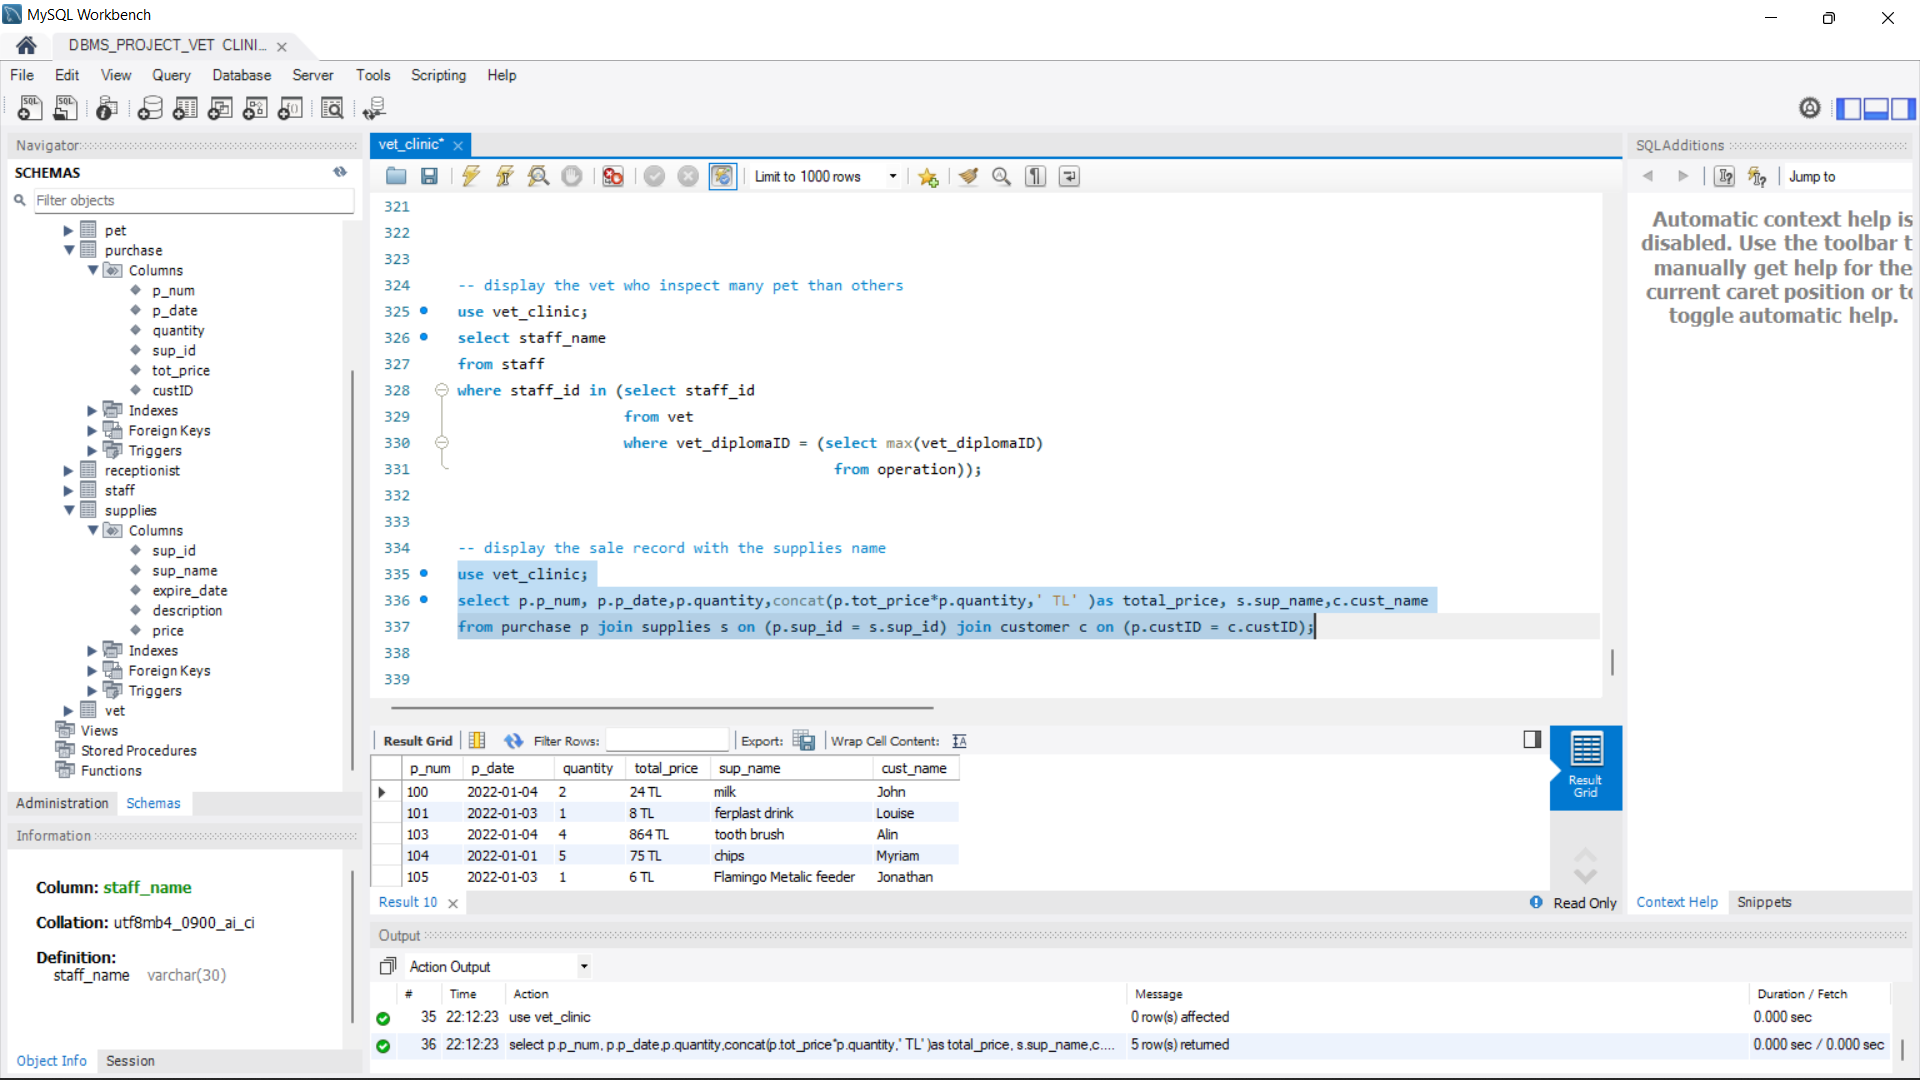 MySQL Workbench
DBMS_PROJECT_VET CLINI...
File Edit View Query Database Server Tools Scripting Help
Navigator
SCHEMAS
Filter objects
pet
purchase
Columns
p_num
p_date
quantity
sup_id
tot_price
custID
Indexes
Foreign Keys
Triggers
receptionist
staff
supplies
Columns
sup_id
sup_name
expire_date
description
price
Indexes
Foreign Keys
Triggers
vet
Views
Stored Procedures
Functions
Administration Schemas
Information
Column: staff_name
Collation: utf8mb4_0900_ai_ci
Definition:
staff_name varchar(30)
Object Info Session
vet_clinic*
Limit to 1000 rows
321
322
323
324 -- display the vet who inspect many pet than others
325 use vet_clinic;
326 select staff_name
327 from staff
328 where staff_id in (select staff_id
329 from vet
330 where vet_diplomaID = (select max(vet_diplomaID)
331 from operation));
332
333
334 -- display the sale record with the supplies name
335 use vet_clinic;
336 select p.p_num, p.p_date,p.quantity,concat(p.tot_price*p.quantity,' TL' )as total_price, s.sup_name,c.cust_name
337 from purchase p join supplies s on (p.sup_id = s.sup_id) join customer c on (p.custID = c.custID);
338
339
Result Grid Filter Rows: Export: Wrap Cell Content:
p_num p_date quantity total_price sup_name cust_name
100 2022-01-04 2 24 TL milk John
101 2022-01-03 1 8 TL ferplast drink Louise
103 2022-01-04 4 864 TL tooth brush Alin
104 2022-01-01 5 75 TL chips Myriam
105 2022-01-03 1 6 TL Flamingo Metalic feeder Jonathan
Result Grid
Result 10
Read Only
Output
Action Output
# Time Action Message Duration / Fetch
35 22:12:23 use vet_clinic 0 row(s) affected 0.000 sec
36 22:12:23 select p.p_num, p.p_date,p.quantity,concat(p.tot_price*p.quantity,' TL' )as total_price, s.sup_name,c.... 5 row(s) returned 0.000 sec / 0.000 sec
SQLAdditions
Jump to
Automatic context help is
disabled. Use the toolbar t
manually get help for the
current caret position or to
toggle automatic help.
Context Help Snippets